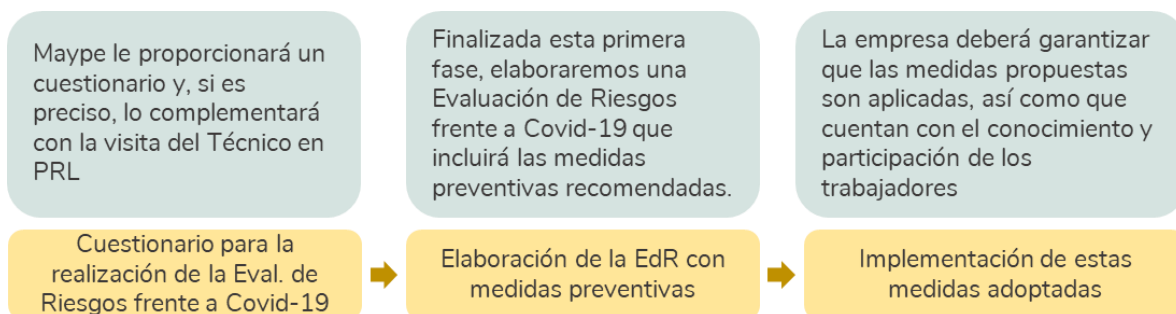 Maype le proporcionará un
cuestionario y, si es
preciso, lo complementará
con la visita del Técnico en
PRL
Finalizada esta primera
fase, elaboraremos una
Evaluación de Riesgos
frente a Covid-19 que
incluirá las medidas
preventivas recomendadas.
La empresa deberá garantizar
que las medidas propuestas
son aplicadas, así como que
cuentan con el conocimiento y
participación de los
trabajadores
Cuestionario para la
realización de la Eval. de
Riesgos frente a Covid-19
Elaboración de la EdR con
medidas preventivas
Implementación de estas
medidas adoptadas